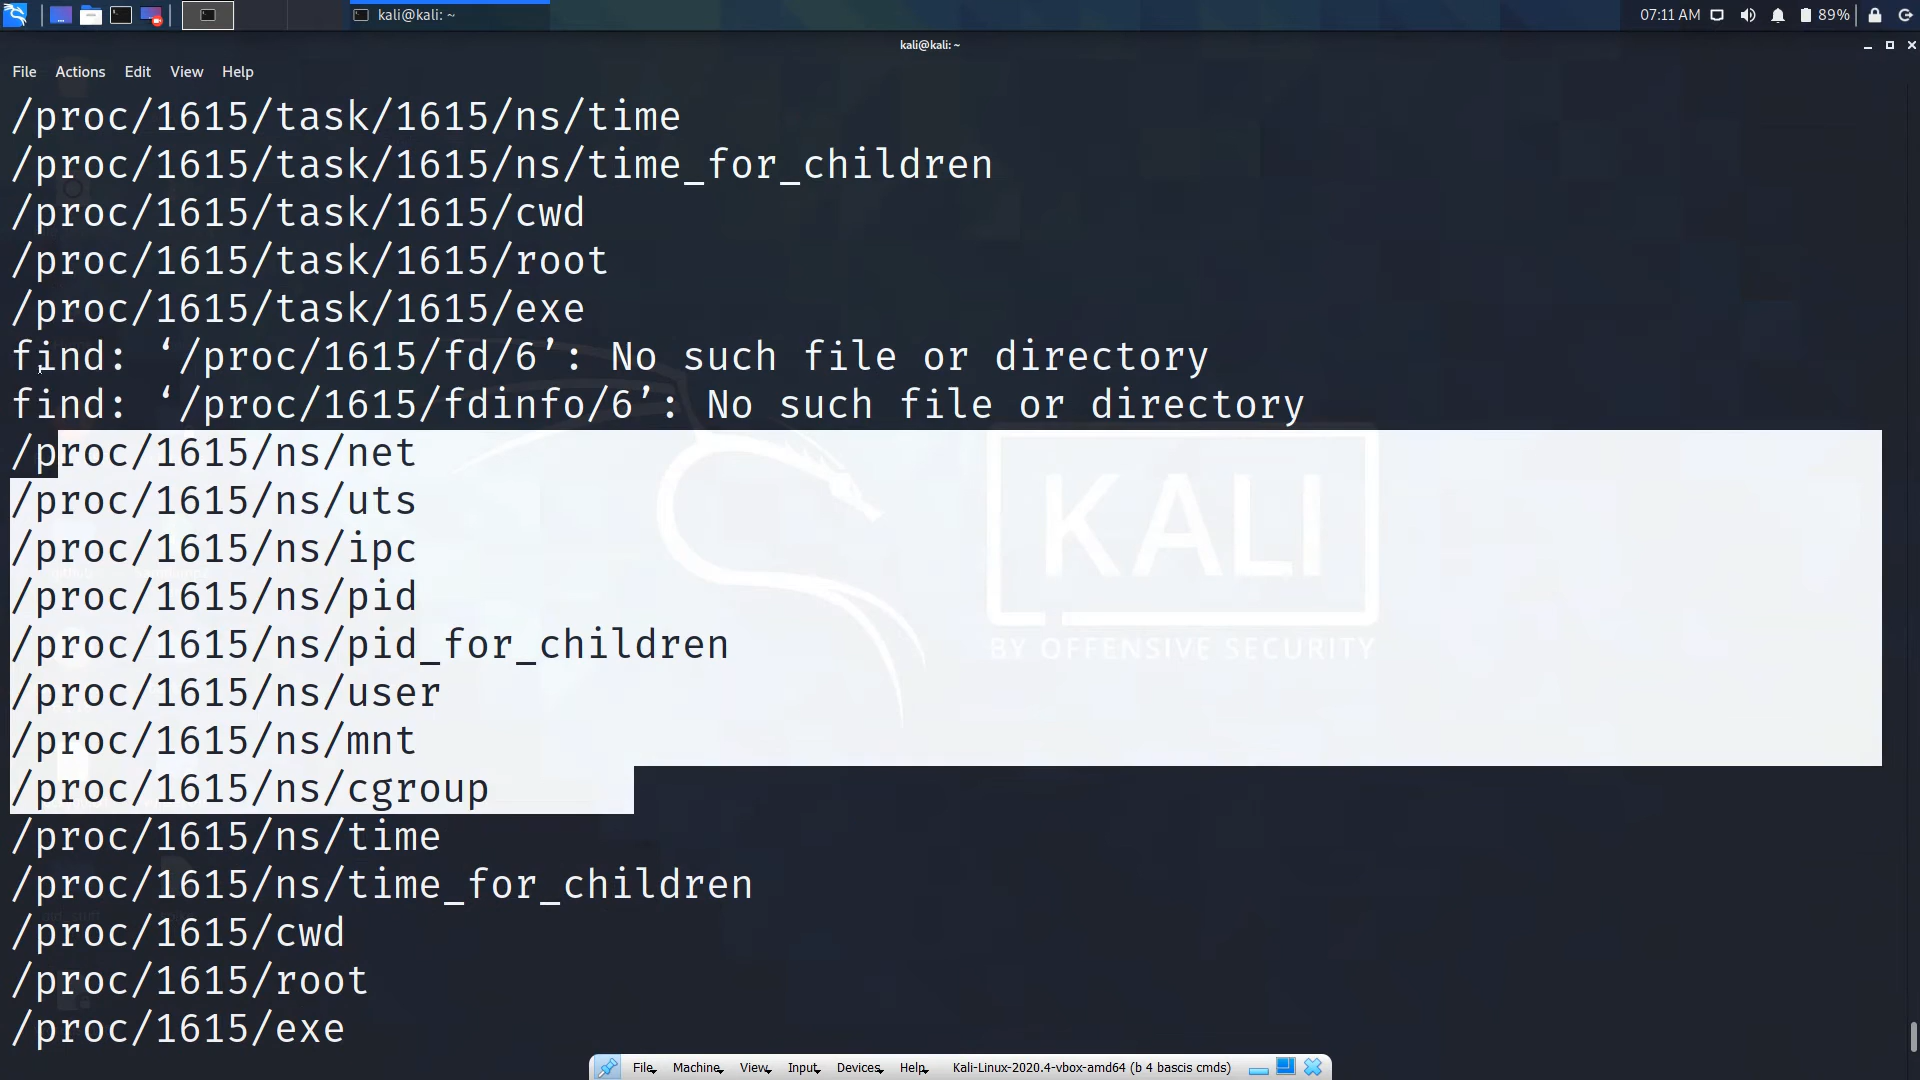 kali@kali: ~
07:11 AM
89%
kali@kali: ~
File Actions Edit View Help
/proc/1615/task/1615/ns/time
/proc/1615/task/1615/ns/time_for_children
/proc/1615/task/1615/cwd
/proc/1615/task/1615/root
/proc/1615/task/1615/exe
find: ‘/proc/1615/fd/6’: No such file or directory
find: ‘/proc/1615/fdinfo/6’: No such file or directory
/proc/1615/ns/net
/proc/1615/ns/uts
/proc/1615/ns/ipc
/proc/1615/ns/pid
/proc/1615/ns/pid_for_children
/proc/1615/ns/user
/proc/1615/ns/mnt
/proc/1615/ns/cgroup
/proc/1615/ns/time
/proc/1615/ns/time_for_children
/proc/1615/cwd
/proc/1615/root
/proc/1615/exe
KALI
BY OFFENSIVE SECURITY
File Machine View Input Devices Help Kali-Linux-2020.4-vbox-amd64 (b 4 bascis cmds)